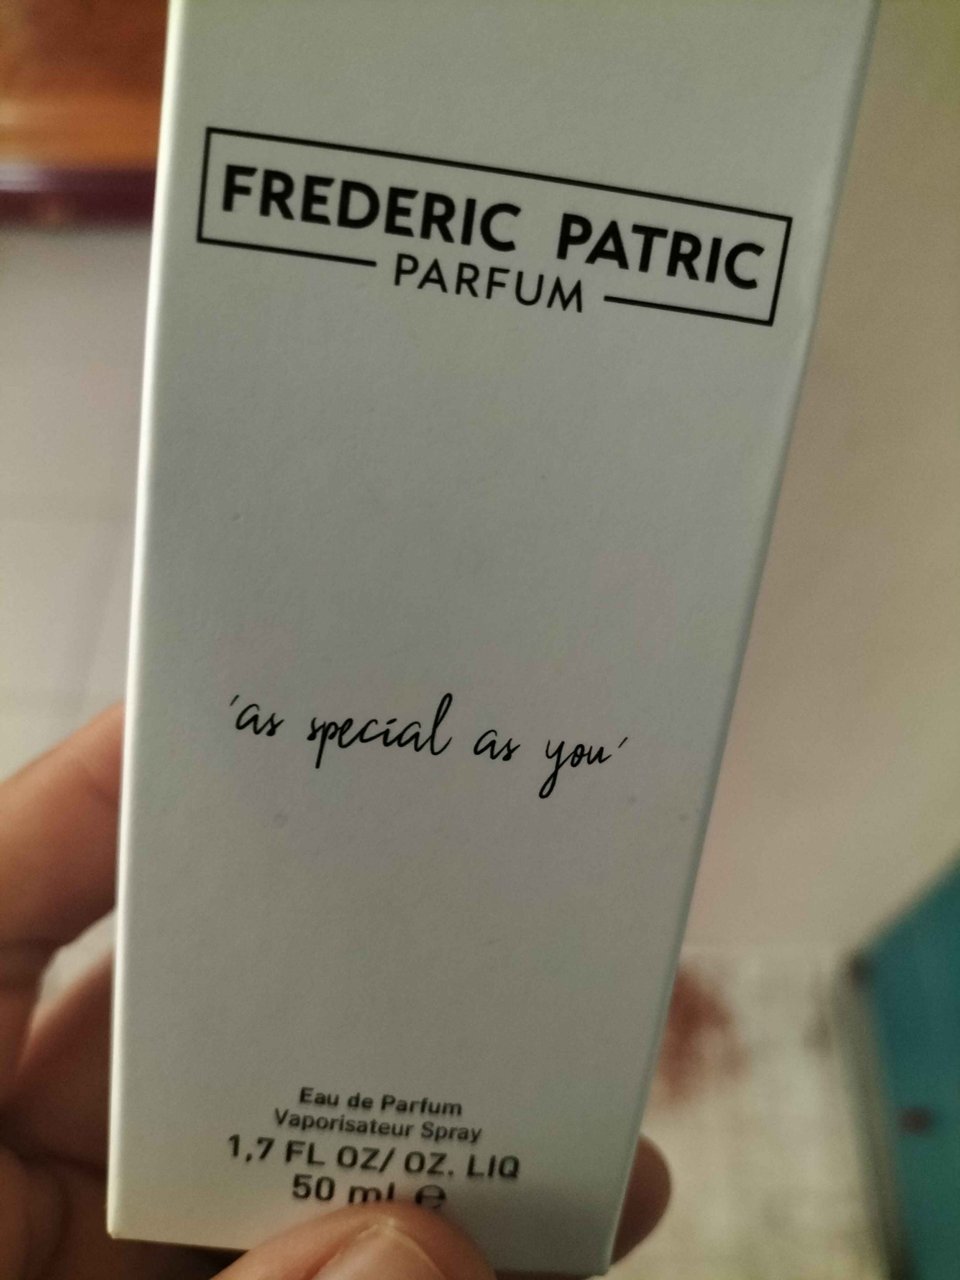 FREDERIC PATRIC
PARFUM
'as special as you'
Eau de Parfum
Vaporisateur Spray
1,7 FL OZ/ OZ. LIQ
50 ml ℮